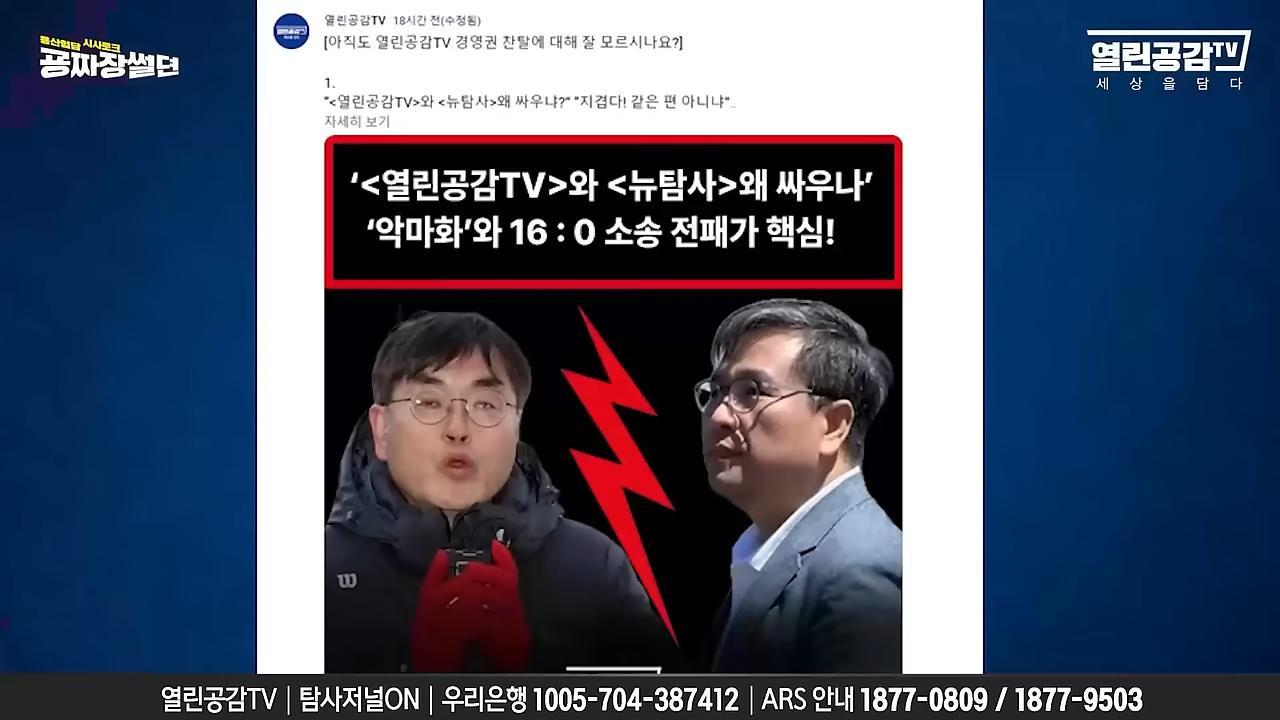 열린공감TV 18시간 전(수정됨)
[아직도 열린공감TV 경영권 찬탈에 대해 잘 모르시나요?]
1.
"<열린공감TV>와 <뉴탐사>왜 싸우냐?" "지겹다! 같은 편 아니냐"...
자세히 보기
용산협담 시사토크
꽁짜장썰뎐
열린공감TV
세상을담다
‘<열린공감TV>와 <뉴탐사>왜 싸우나’
‘악마화’와 16 : 0 소송 전패가 핵심!
w
열린공감TV | 탐사저널ON | 우리은행 1005-704-387412 | ARS 안내 1877-0809 / 1877-9503